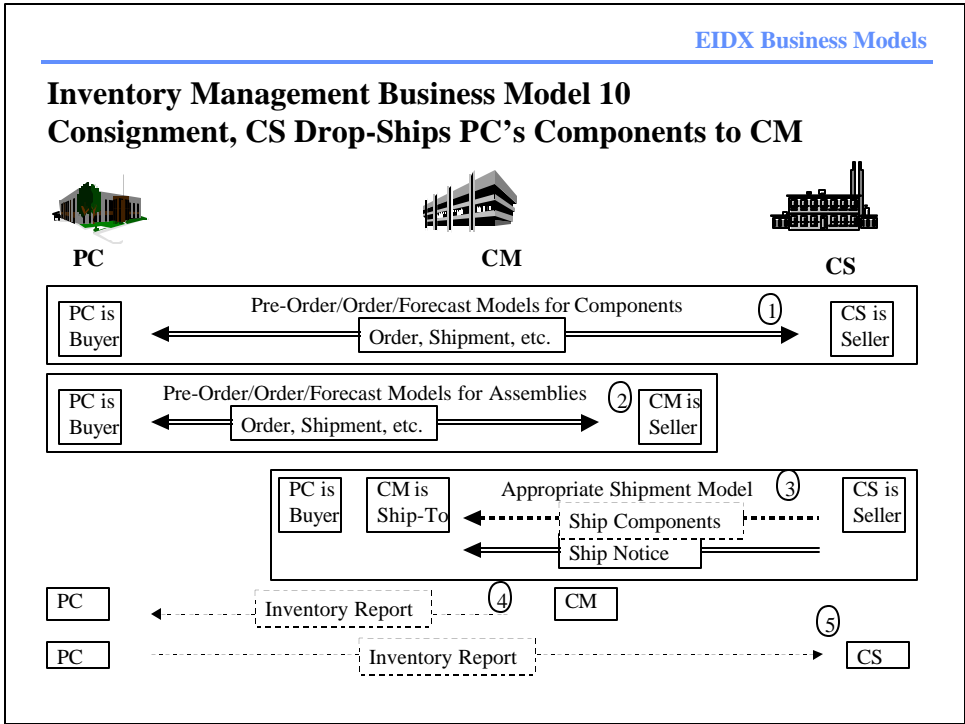 EIDX Business Models
Inventory Management Business Model 10
Consignment, CS Drop-Ships PC's Components to CM
PC
CM
CS
PC is
Buyer
Pre-Order/Order/Forecast Models for Components
1
Order, Shipment, etc.
CS is
Seller
PC is
Buyer
Pre-Order/Order/Forecast Models for Assemblies
2
Order, Shipment, etc.
CM is
Seller
PC is
Buyer
CM is
Ship-To
Appropriate Shipment Model
3
Ship Components
Ship Notice
CS is
Seller
PC
Inventory Report
4
CM
5
PC
Inventory Report
CS